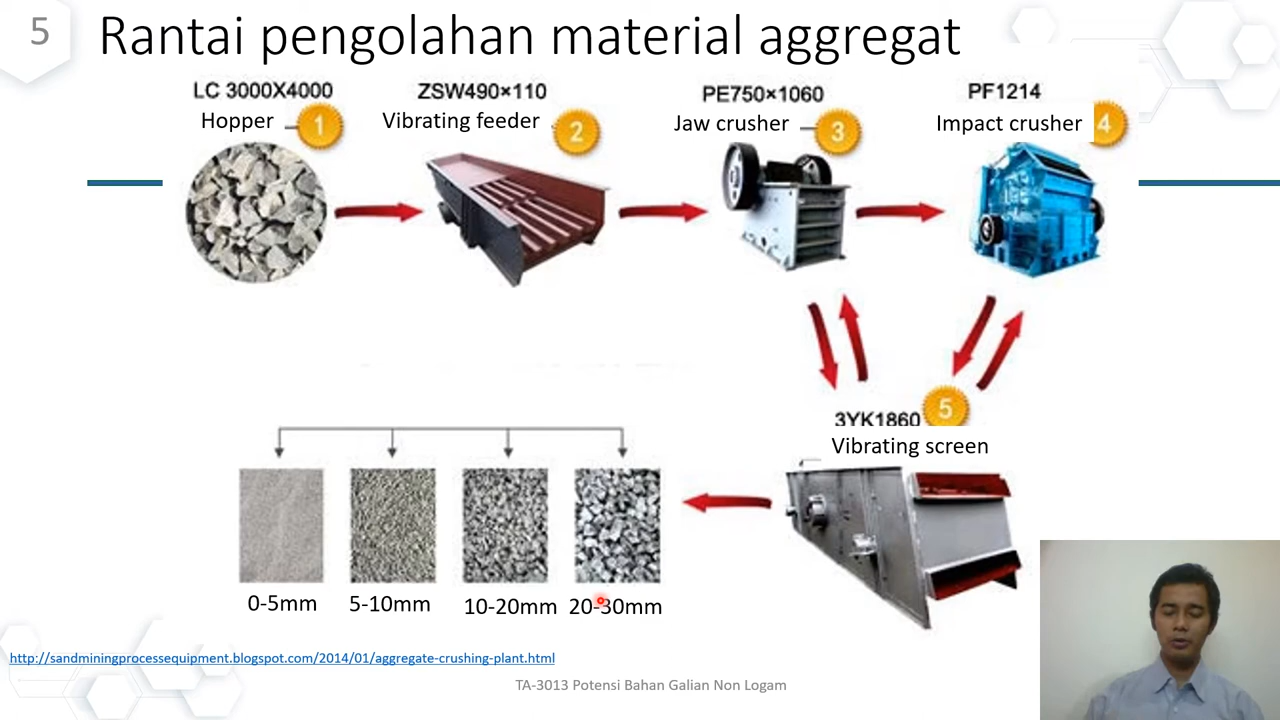 5
Rantai pengolahan material aggregat
LC 3000X4000
Hopper
1
ZSW490×110
Vibrating feeder
2
PE750×1060
Jaw crusher
3
PF1214
Impact crusher
4
5
3YK1860
Vibrating screen
0-5mm
5-10mm
10-20mm
20-30mm
http://sandminingprocessequipment.blogspot.com/2014/01/aggregate-crushing-plant.html
TA-3013 Potensi Bahan Galian Non Logam